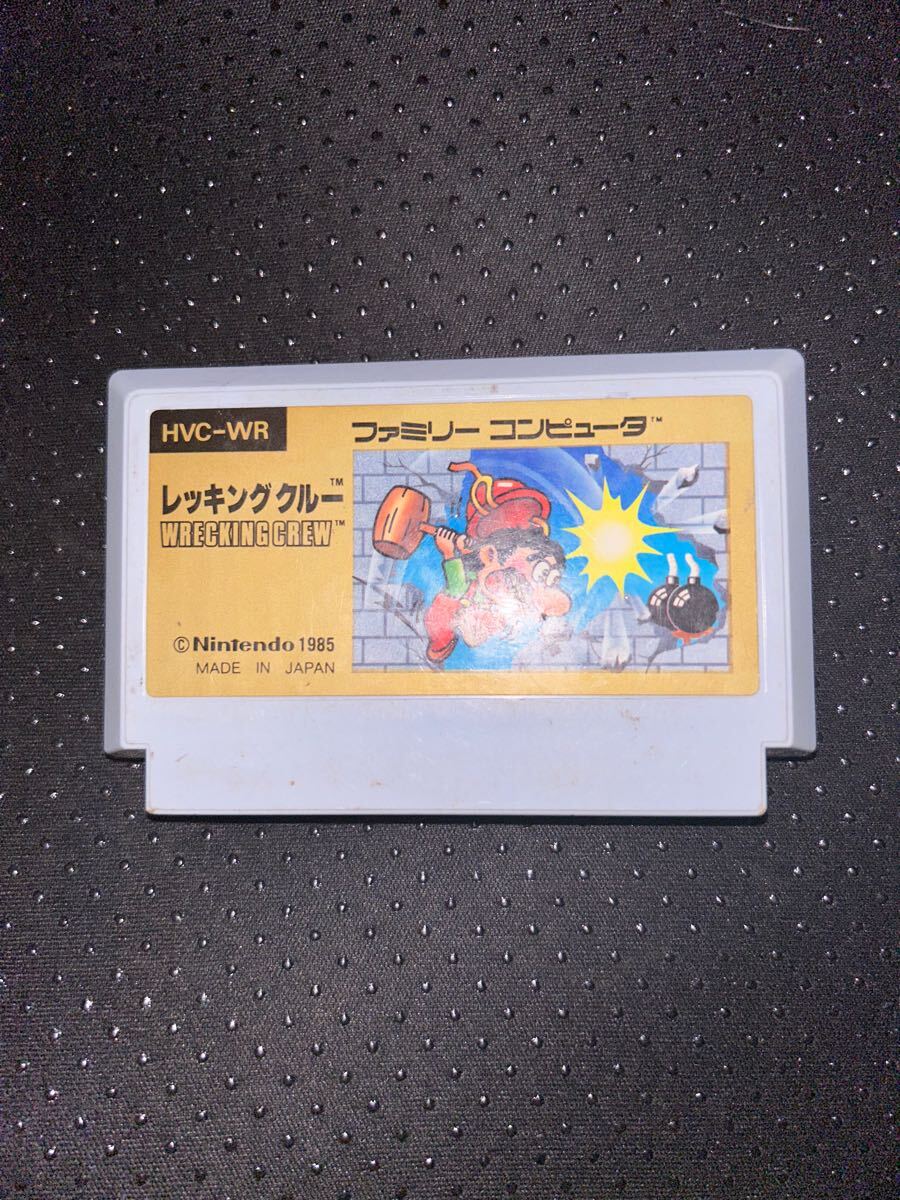 HVC-WR
ファミリー コンピュータ™
レッキングクルー™
WRECKING CREW™
©Nintendo 1985
MADE IN JAPAN